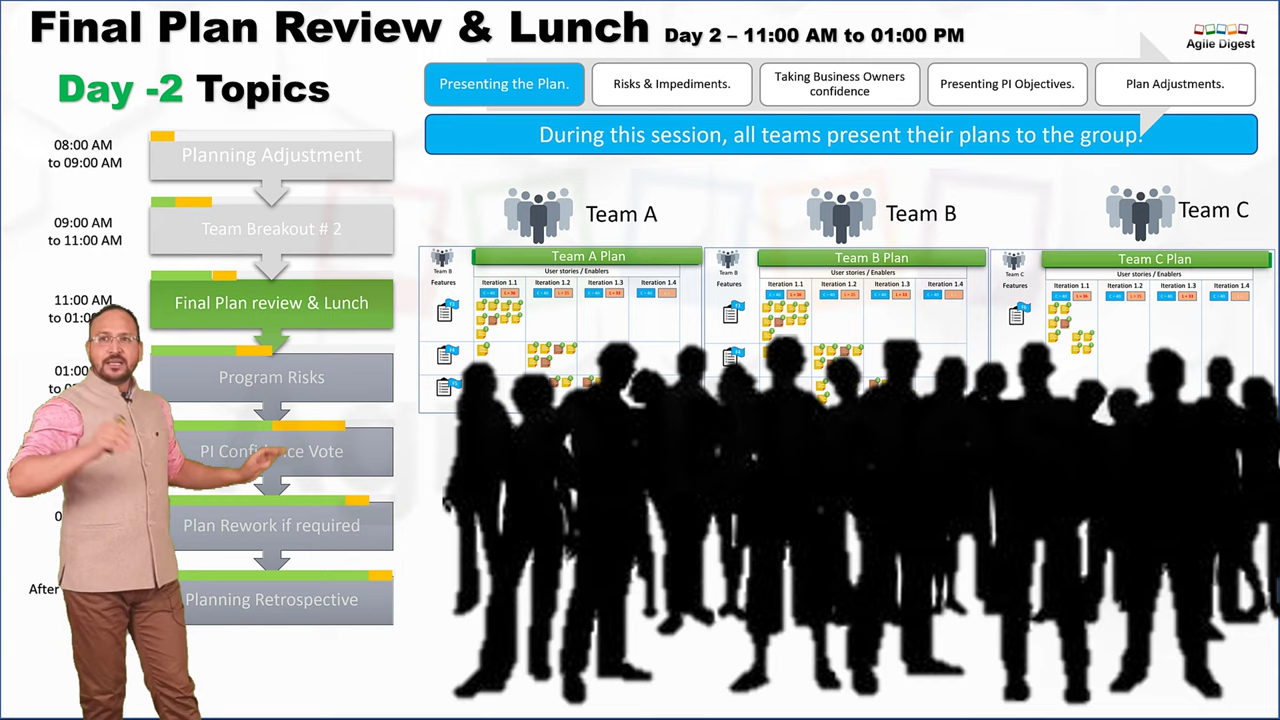 Final Plan Review & Lunch Day 2 – 11:00 AM to 01:00 PM
Agile Digest
Day -2 Topics
Presenting the Plan.
Risks & Impediments.
Taking Business Owners
confidence
Presenting PI Objectives.
Plan Adjustments.
During this session, all teams present their plans to the group.
08:00 AM
to 09:00 AM
Planning Adjustment
09:00 AM
to 11:00 AM
Team Breakout # 2
11:00 AM
Final Plan review & Lunch
01:00
Program Risks
PI Confidence Vote
Plan Rework if required
After
Planning Retrospective
Team A
Team B
Team C
Team B
Features
Team A Plan
User stories / Enablers
Iteration 1.1
Iteration 1.2
Iteration 1.3
Iteration 1.4
Team B
Features
Team B Plan
User stories / Enablers
Iteration 1.1
Iteration 1.2
Iteration 1.3
Iteration 1.4
Team C
Features
Team C Plan
User stories / Enablers
Iteration 1.1
Iteration 1.2
Iteration 1.3
Iteration 1.4